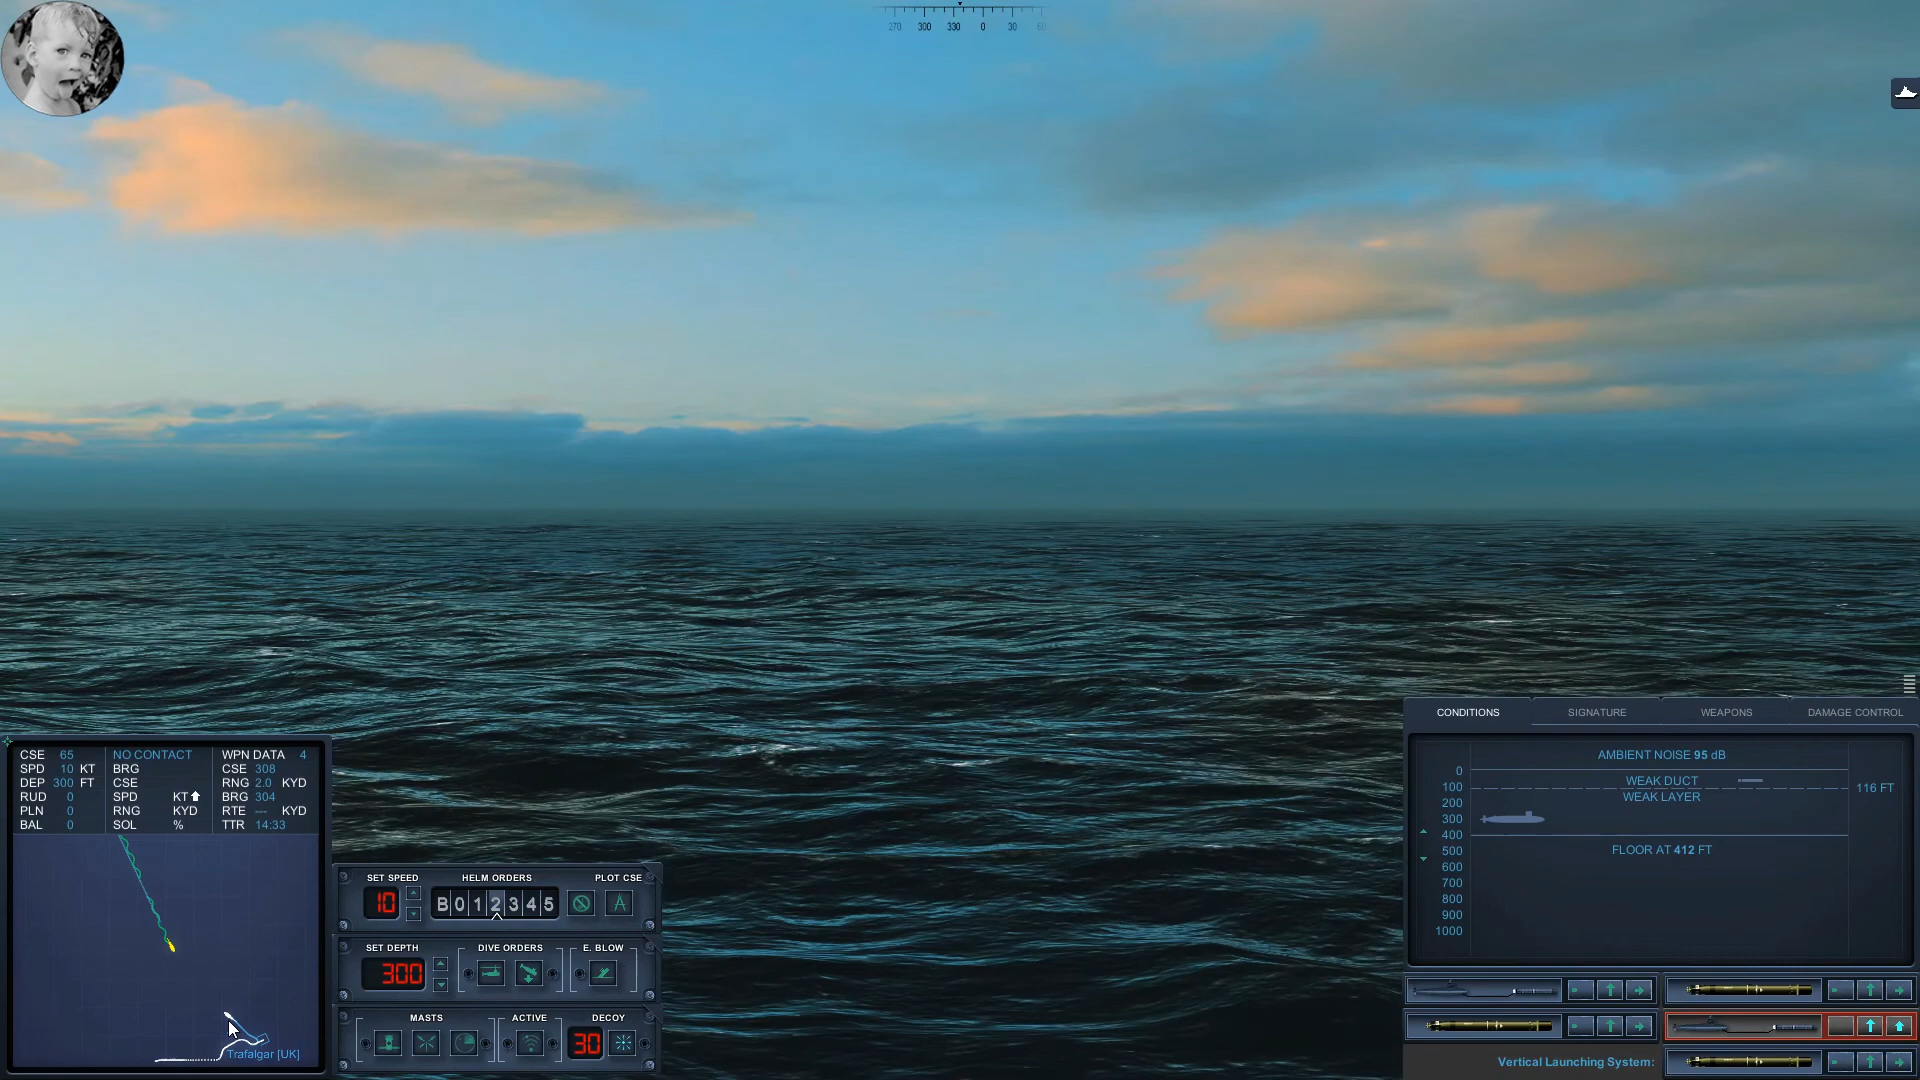 270 300 330 0 30 60
CONDITIONS SIGNATURE WEAPONS DAMAGE CONTROL
AMBIENT NOISE 95 dB
0
100
200
300
400
500
600
700
800
900
1000
WEAK DUCT
WEAK LAYER
116 FT
FLOOR AT 412 FT
Vertical Launching System:
CSE 65
SPD 10 KT
DEP 300 FT
RUD 0
PLN 0
BAL 0
NO CONTACT
BRG
CSE
SPD KT
RNG KYD
SOL %
WPN DATA 4
CSE 308
RNG 2.0 KYD
BRG 304
RTE --- KYD
TTR 14:33
Trafalgar [UK]
SET SPEED HELM ORDERS PLOT CSE
10 B 0 1 2 3 4 5
SET DEPTH DIVE ORDERS E. BLOW
300
MASTS ACTIVE DECOY
30